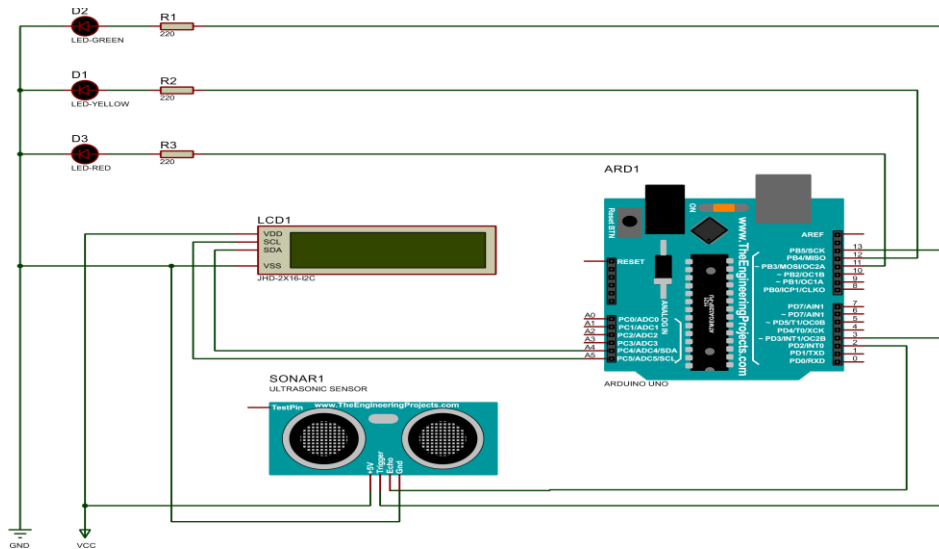 D2
R1
LED-GREEN
220
D1
R2
LED-YELLOW
220
D3
R3
LED-RED
220
LCD1
VDD
SCL
SDA
VSS
JHD-2X16-I2C
ARD1
Reset BTN
ON
www.TheEngineeringProjects.com
ANALOG IN
RESET
A0 PC0/ADC0
A1 PC1/ADC1
A2 PC2/ADC2
A3 PC3/ADC3
A4 PC4/ADC4/SDA
A5 PC5/ADC5/SCL
AREF
PB5/SCK 13
PB4/MISO 12
~ PB3/MOSI/OC2A 11
~ PB2/OC1B 10
~ PB1/OC1A 9
PB0/ICP1/CLKO 8
PD7/AIN1 7
~ PD7/AIN1 6
~ PD5/T1/OC0B 5
PD4/T0/XCK 4
~ PD3/INT1/OC2B 3
PD2/INT0 2
PD1/TXD 1
PD0/RXD 0
ARDUINO UNO
SONAR1
ULTRASONIC SENSOR
TestPin
www.TheEngineeringProjects.com
+5V
Trigger
Echo
Gnd
GND
VCC